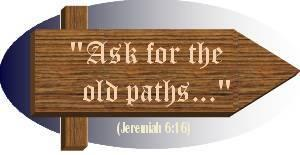 "Ask for the
old paths..."
(Jeremiah 6:16)